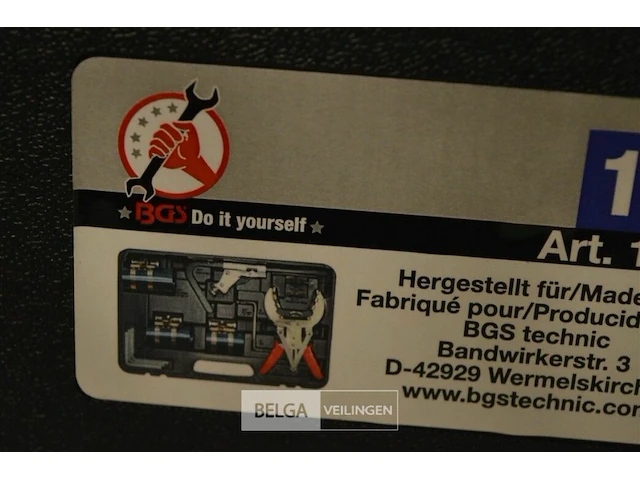 BGS Do it yourself
1
Art. 1
Hergestellt für/Made
Fabriqué pour/Producid
BGS technic
Bandwirkerstr. 3
D-42929 Wermelskirch
www.bgstechnic.con
BELGA VEILINGEN